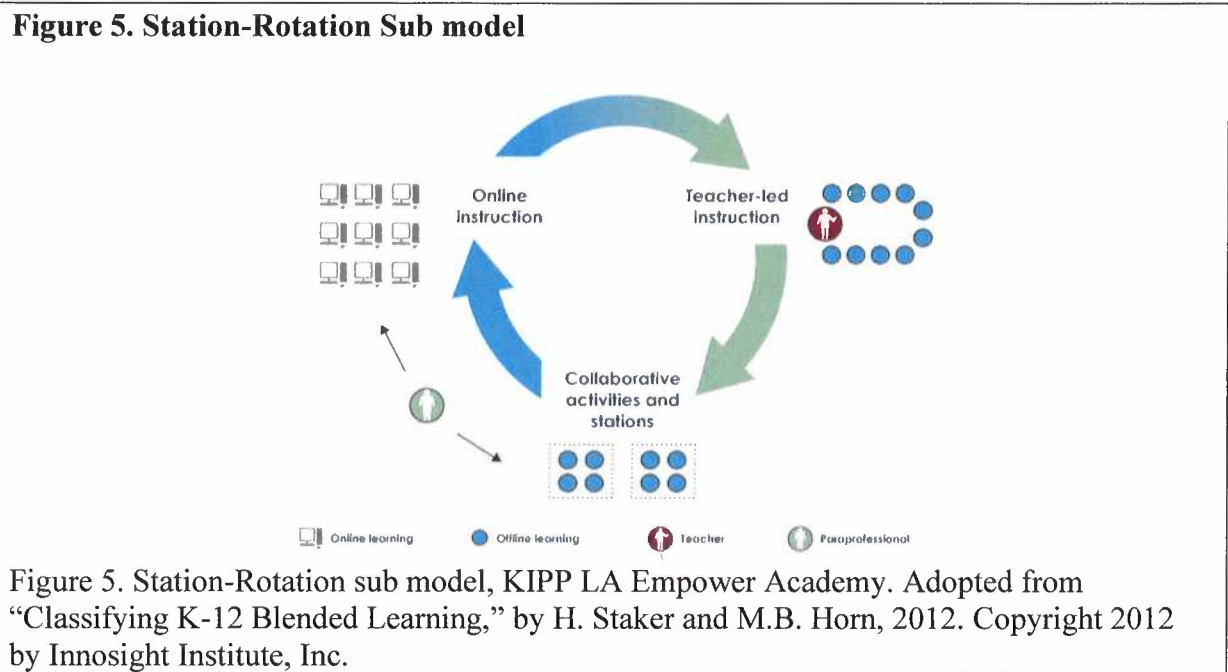 Figure 5. Station-Rotation Sub model
Online
instruction
Teacher-led
instruction
Collaborative
activities and
stations
Online learning
Offline learning
Teacher
Paraprofessional
Figure 5. Station-Rotation sub model, KIPP LA Empower Academy. Adopted from
“Classifying K-12 Blended Learning,” by H. Staker and M.B. Horn, 2012. Copyright 2012
by Innosight Institute, Inc.